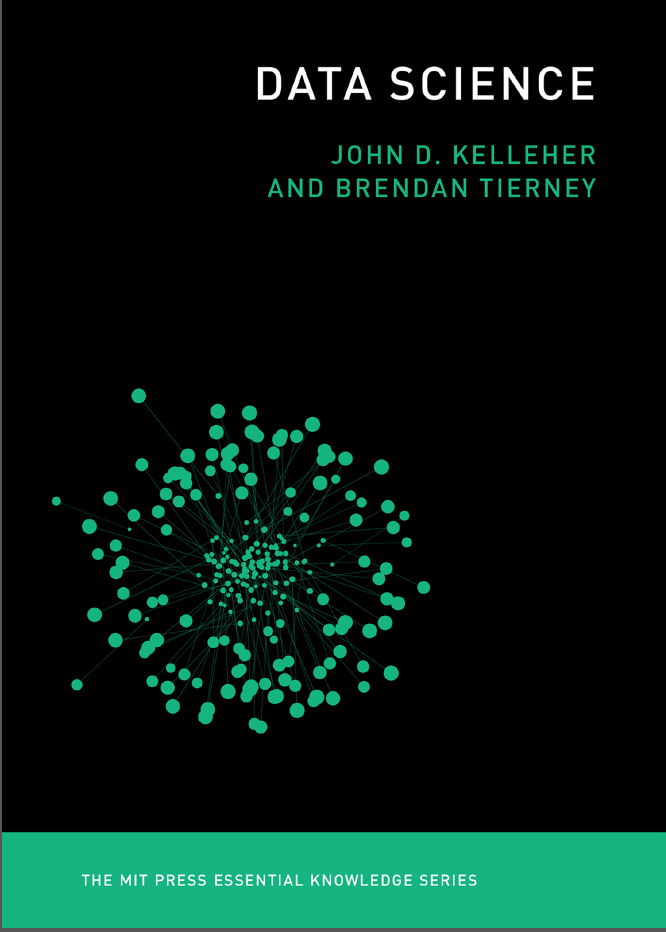 DATA SCIENCE
JOHN D. KELLEHER
AND BRENDAN TIERNEY
THE MIT PRESS ESSENTIAL KNOWLEDGE SERIES